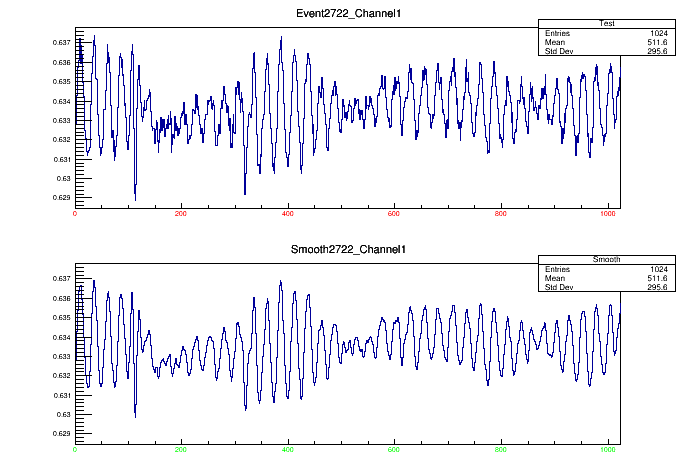 Event2722_Channel1
Test
Entries 1024
Mean 511.6
Std Dev 295.6
0.637
0.636
0.635
0.634
0.633
0.632
0.631
0.63
0.629
0 200 400 600 800 1000
Smooth2722_Channel1
Smooth
Entries 1024
Mean 511.6
Std Dev 295.6
0.637
0.636
0.635
0.634
0.633
0.632
0.631
0.63
0.629
0 200 400 600 800 1000